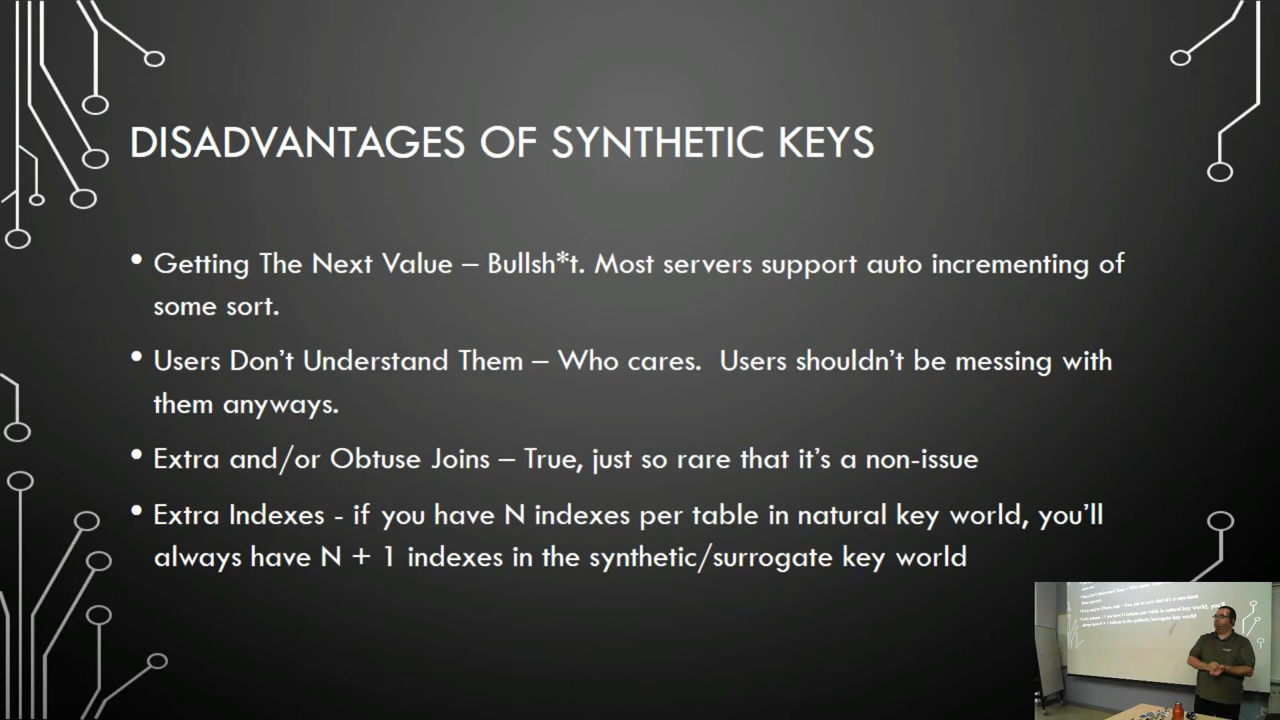 DISADVANTAGES OF SYNTHETIC KEYS
• Getting The Next Value – Bullsh*t. Most servers support auto incrementing of
some sort.
• Users Don't Understand Them – Who cares.  Users shouldn't be messing with
them anyways.
• Extra and/or Obtuse Joins – True, just so rare that it's a non-issue
• Extra Indexes - if you have N indexes per table in natural key world, you'll
always have N + 1 indexes in the synthetic/surrogate key world